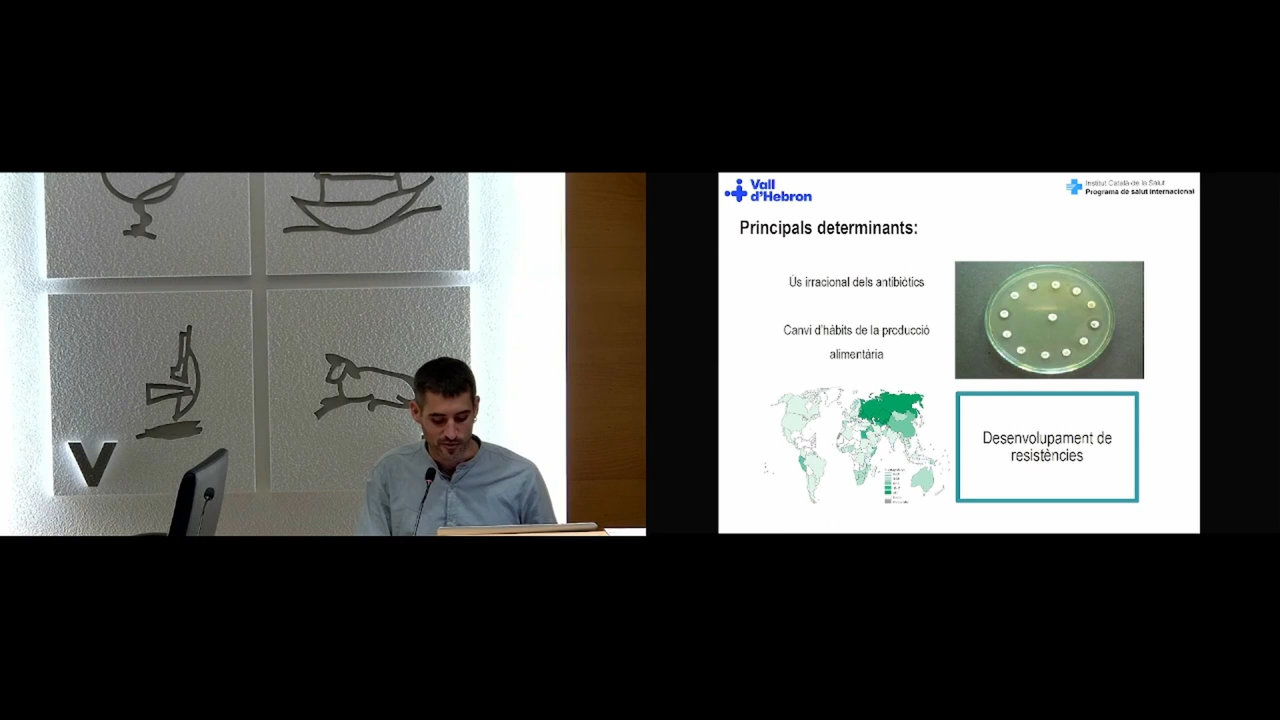 Vall
d'Hebron
Institut Català de la Salut
Programa de salut internacional
Principals determinants:
Ús irracional dels antibiòtics
Canvi d'hàbits de la producció
alimentària
Desenvolupament de
resistències
V